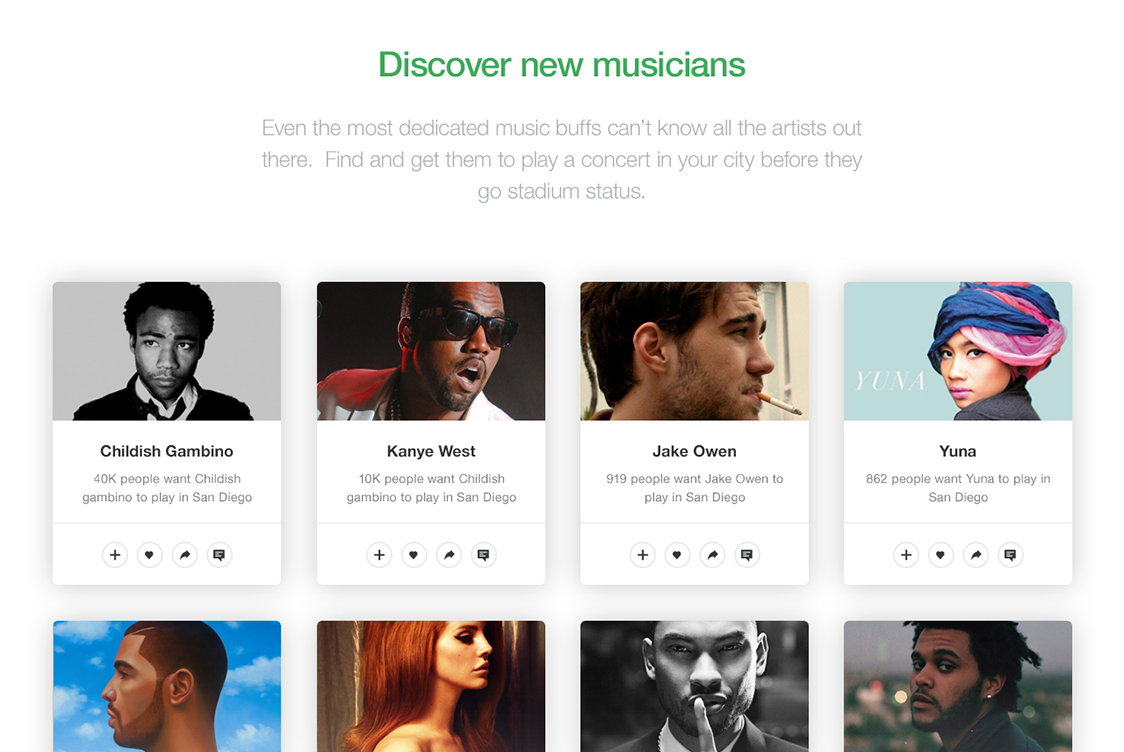 Discover new musicians
Even the most dedicated music buffs can’t know all the artists out
there.  Find and get them to play a concert in your city before they
go stadium status.
YUNA
Childish Gambino
40K people want Childish
gambino to play in San Diego
Kanye West
10K people want Childish
gambino to play in San Diego
Jake Owen
919 people want Jake Owen to
play in San Diego
Yuna
862 people want Yuna to play in
San Diego